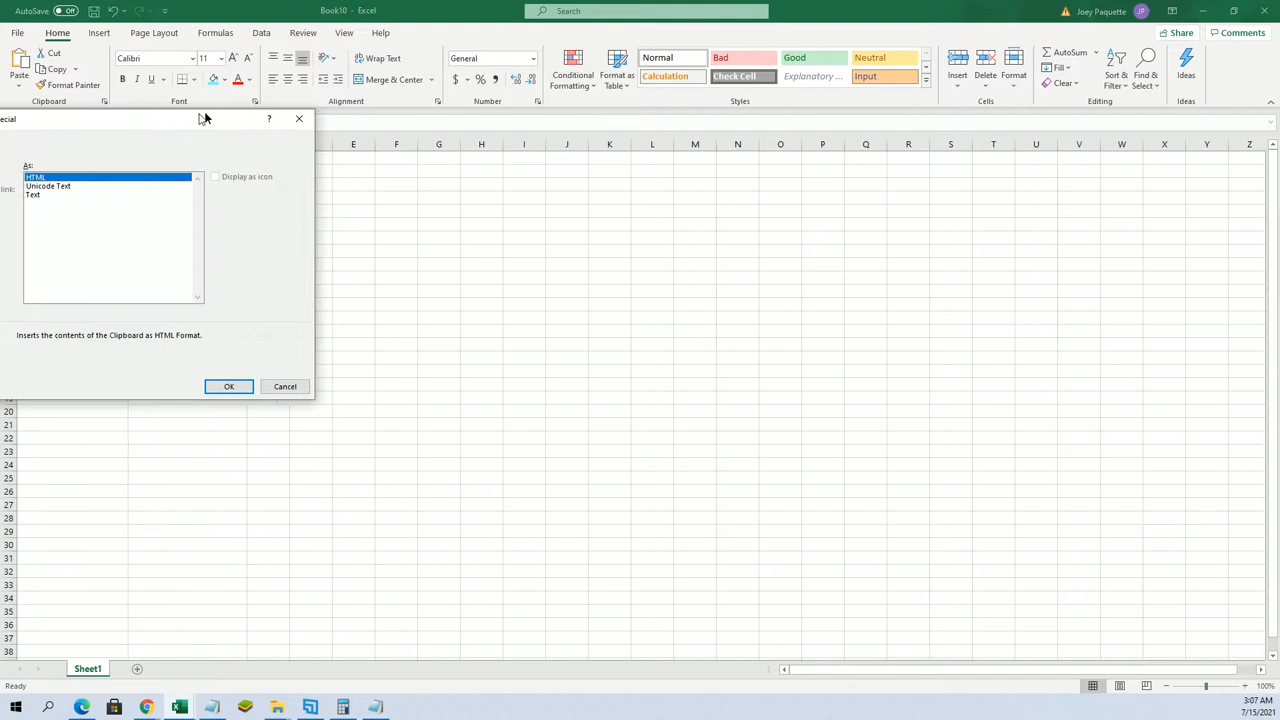 AutoSave Off Book10 - Excel Search Joey Paquette JP
File Home Insert Page Layout Formulas Data Review View Help Share Comments
Paste Cut Copy Format Painter Clipboard
Calibri 11 B I U A Font
Wrap Text Merge & Center Alignment
General $ % Number
Conditional Formatting Format as Table
Normal Bad Good Neutral
Calculation Check Cell Explanatory ... Input
Styles
Insert Delete Format Cells
AutoSum Fill Clear Sort & Filter Find & Select Editing
Ideas Ideas
ecial ?
E F G H I J K L M N O P Q R S T U V W X Y Z
As:
link:
HTML
Unicode Text
Text
Display as icon
Inserts the contents of the Clipboard as HTML Format.
OK Cancel
20
21
22
23
24
25
26
27
28
29
30
31
32
33
34
35
36
37
38
Sheet1
Ready 100%
3:07 AM
7/15/2021